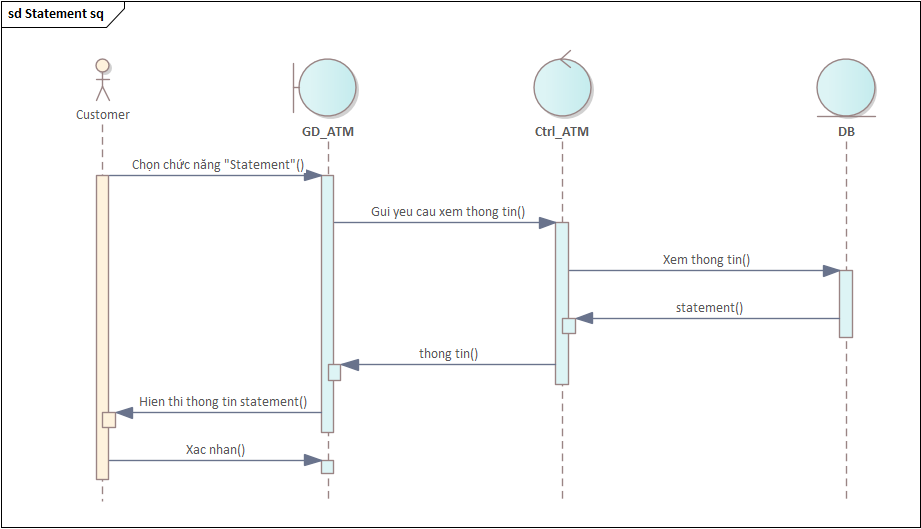 sd Statement sq
Customer
GD_ATM
Ctrl_ATM
DB
Chọn chức năng "Statement"()
Gui yeu cau xem thong tin()
Xem thong tin()
statement()
thong tin()
Hien thi thong tin statement()
Xac nhan()